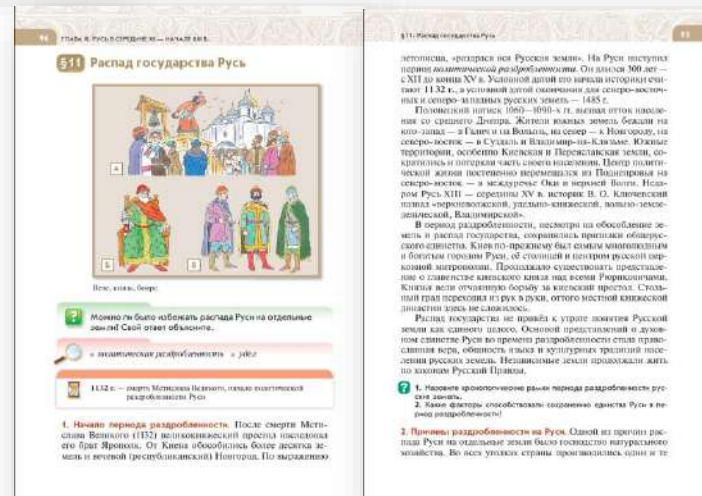 94 ГЛАВА III. РУСЬ В СЕРЕДИНЕ XII — НАЧАЛЕ XIII В.
§11 Распад государства Русь
А
Б
В
Вече, князь, бояре
? Можно ли было избежать распада Руси на отдельные
земли? Свой ответ объясните.
• политическая раздробленность • удел
1132 г. — смерть Мстислава Великого, начало политической
раздробленности Руси
1. Начало периода раздробленности. После смерти Мсти-
слава Великого (1132) великокняжеский престол наследовал
его брат Ярополк. От Киева обособились более десятка зе-
мель и вечевой (республиканский) Новгород. По выражению
§11. Распад государства Русь 95
летописца, «раздрася вся Русская земля». На Руси наступил
период политической раздробленности. Он длился 300 лет —
с XII до конца XV в. Условной датой его начала историки счи-
тают 1132 г., а условной датой окончания для северо-восточ-
ных и северо-западных русских земель — 1485 г.
Половецкий натиск 1060—1090-х гг. вызвал отток населе-
ния со среднего Днепра. Жители южных земель бежали на
юго-запад — в Галич и на Волынь, на север — к Новгороду, на
северо-восток — в Суздаль и Владимир-на-Клязьме. Южные
территории, особенно Киевская и Переяславская земли, со-
кратились и потеряли часть своего населения. Центр полити-
ческой жизни постепенно перемещался из Поднепровья на
северо-восток — в междуречье Оки и верхней Волги. Неда-
ром Русь XIII — середины XV в. историк В. О. Ключевский
назвал «верхневолжской, удельно-княжеской, вольно-земле-
дельческой, Владимирской».
В период раздробленности, несмотря на обособление зе-
мель и распад государства, сохранялись признаки общерус-
ского единства. Киев по-прежнему был самым многолюдным
и богатым городом Руси, её столицей и центром русской цер-
ковной митрополии. Продолжало существовать представле-
ние о главенстве киевского князя над всеми Рюриковичами.
Князья вели отчаянную борьбу за киевский престол. Столь-
ный град переходил из рук в руки, оттого местной княжеской
династии здесь не сложилось.
Распад государства не привёл к утрате понятия Русской
земли как единого целого. Основой представлений о духов-
ном единстве Руси во времена раздробленности стала право-
славная вера, общность языка и культурных традиций насе-
ления русских земель. Независимые земли продолжали жить
по законам Русской Правды.
? 1. Назовите хронологические рамки периода раздробленности рус-
ских земель.
2. Какие факторы способствовали сохранению единства Руси в пе-
риод раздробленности?
2. Причины раздробленности на Руси. Одной из причин рас-
пада Руси на отдельные земли было господство натурального
хозяйства. Во всех уголках страны производились одни и те